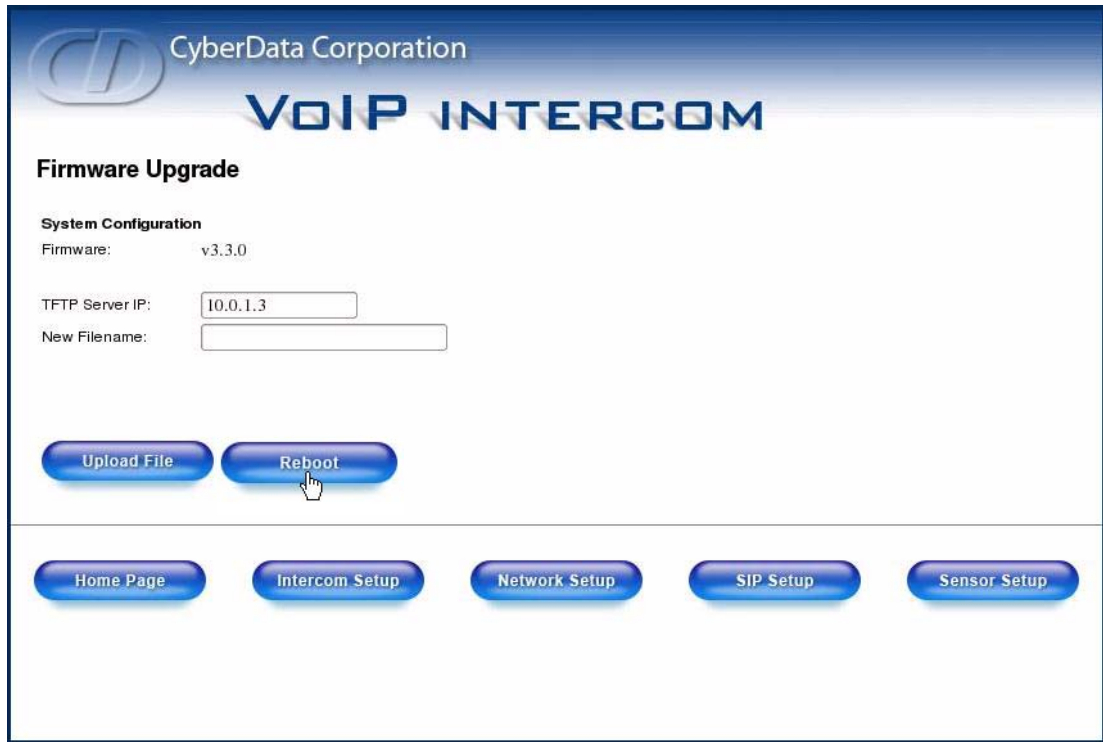 CyberData Corporation
VoIP INTERCOM
Firmware Upgrade
System Configuration
Firmware: v3.3.0
TFTP Server IP: 10.0.1.3
New Filename:
Upload File Reboot
Home Page Intercom Setup Network Setup SIP Setup Sensor Setup